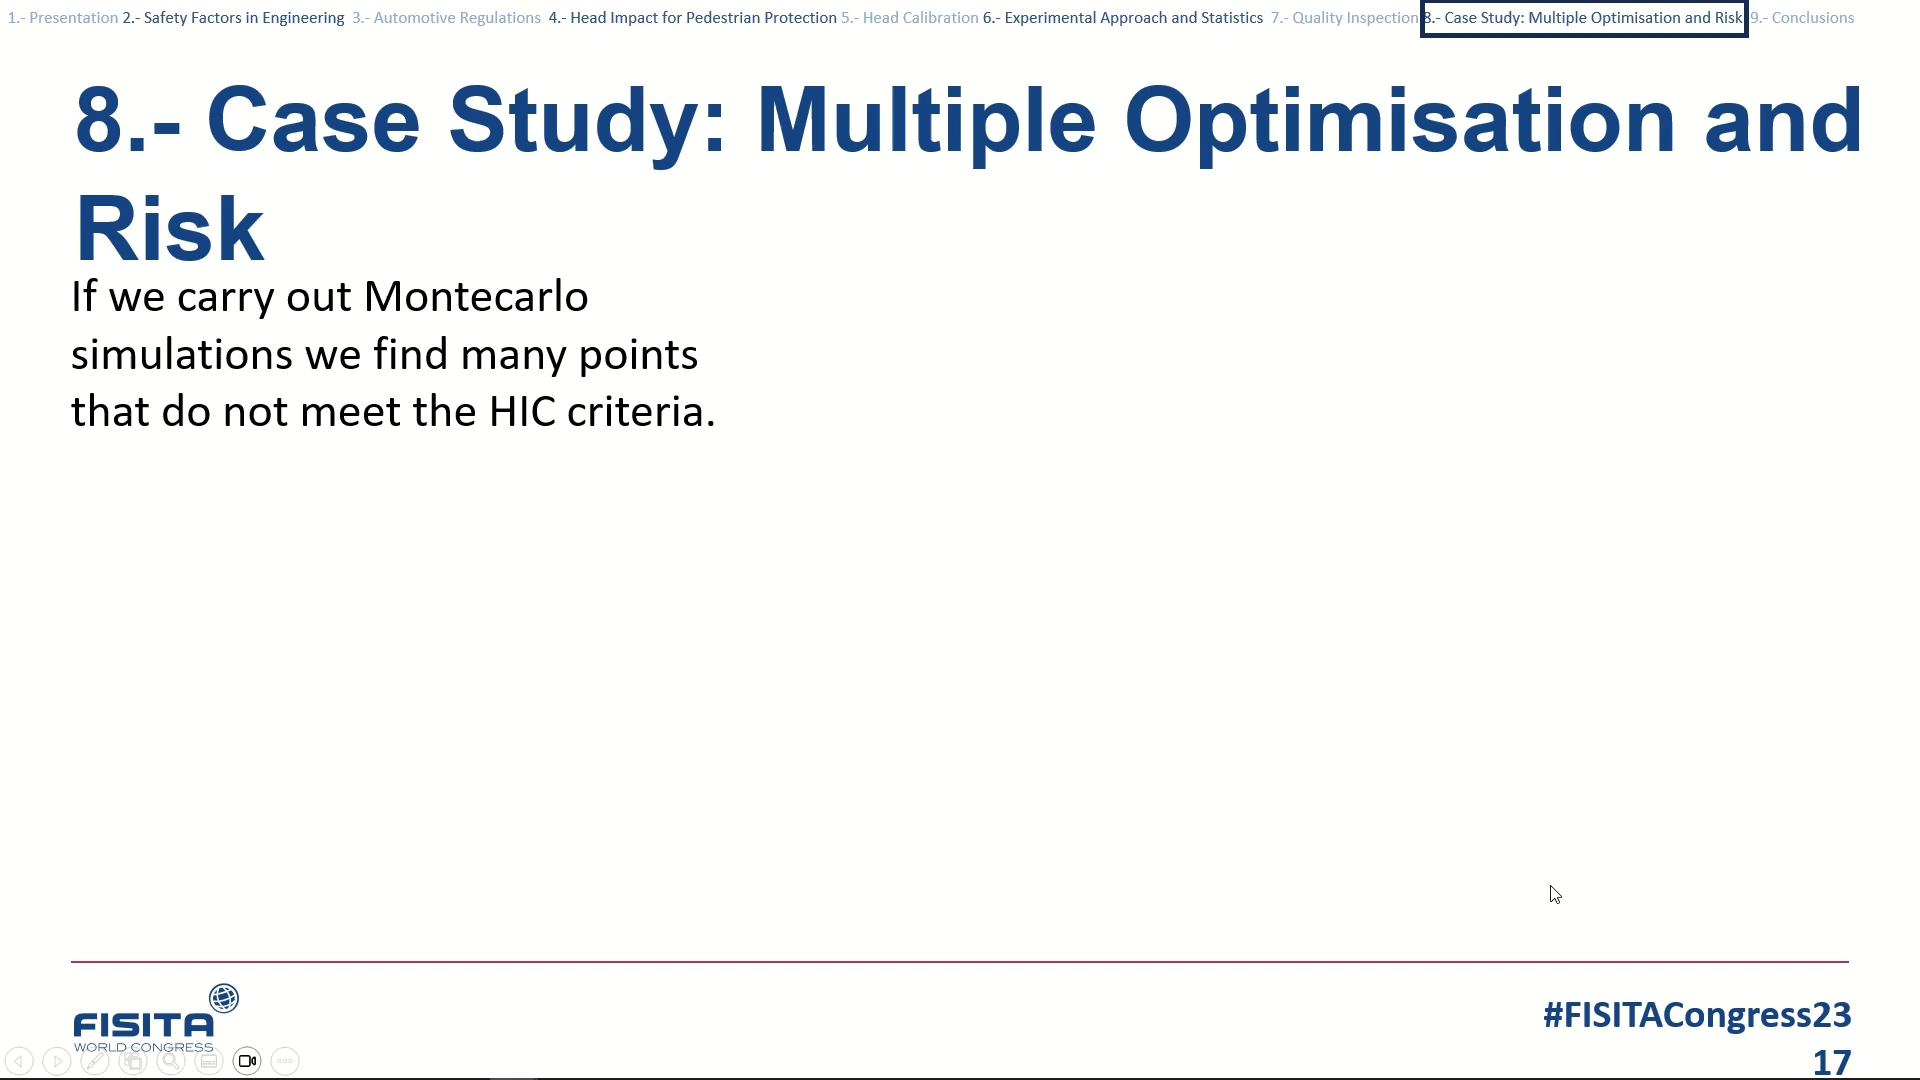 1.- Presentation 2.- Safety Factors in Engineering 3.- Automotive Regulations 4.- Head Impact for Pedestrian Protection 5.- Head Calibration 6.- Experimental Approach and Statistics 7.- Quality Inspection 8.- Case Study: Multiple Optimisation and Risk 9.- Conclusions
8.- Case Study: Multiple Optimisation and
Risk
If we carry out Montecarlo
simulations we find many points
that do not meet the HIC criteria.
FISITA
WORLD CONGRESS
#FISITACongress23
17